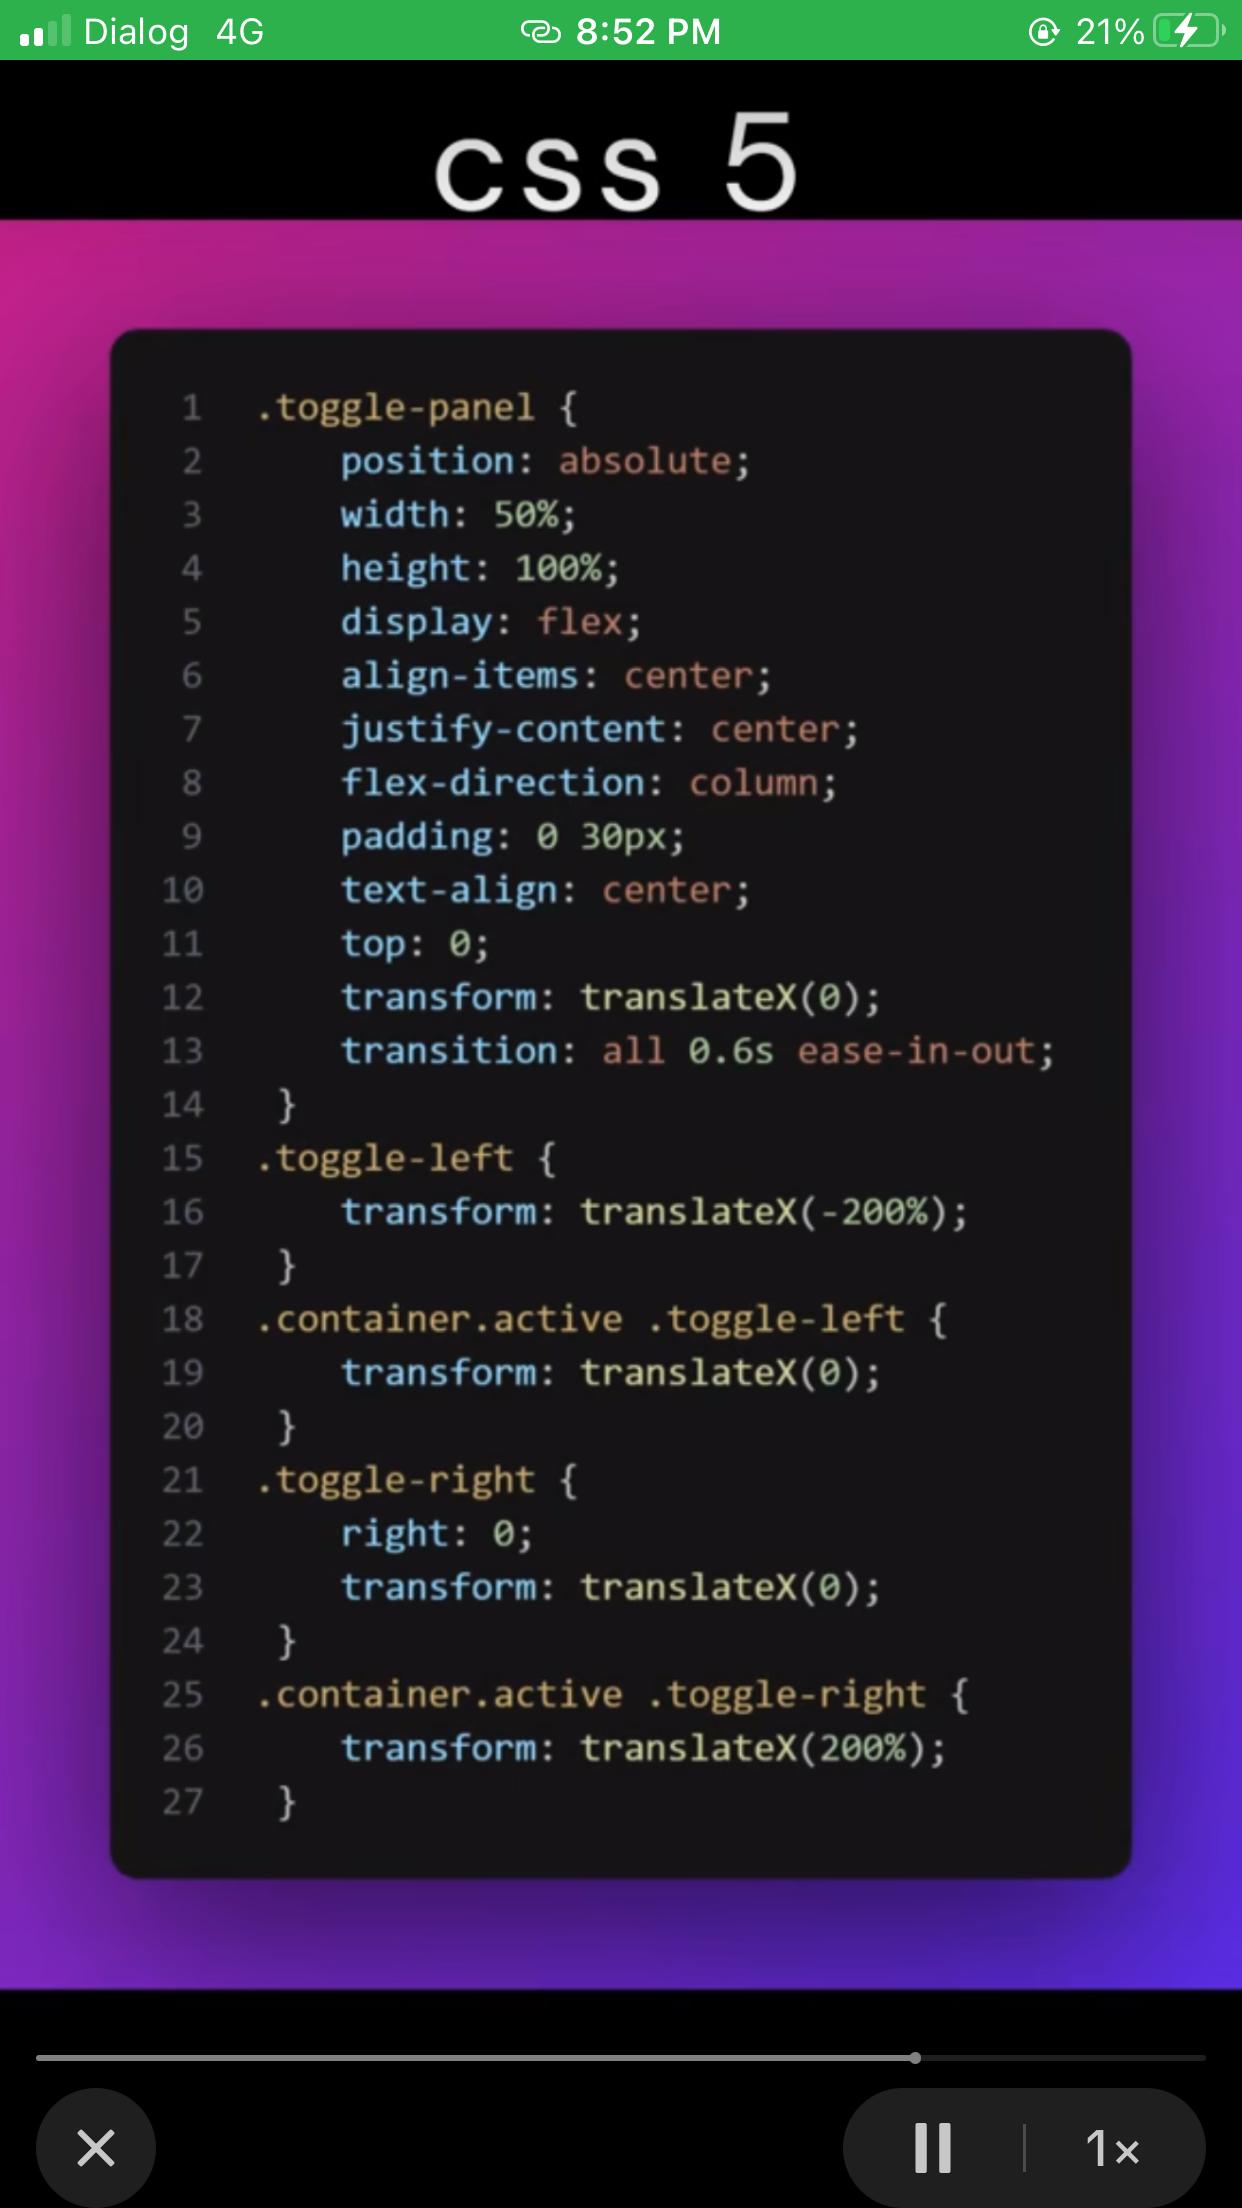 Dialog 4G 8:52 PM 21%
css 5
1 .toggle-panel {
2     position: absolute;
3     width: 50%;
4     height: 100%;
5     display: flex;
6     align-items: center;
7     justify-content: center;
8     flex-direction: column;
9     padding: 0 30px;
10     text-align: center;
11     top: 0;
12     transform: translateX(0);
13     transition: all 0.6s ease-in-out;
14  }
15 .toggle-left {
16     transform: translateX(-200%);
17  }
18 .container.active .toggle-left {
19     transform: translateX(0);
20  }
21 .toggle-right {
22     right: 0;
23     transform: translateX(0);
24  }
25 .container.active .toggle-right {
26     transform: translateX(200%);
27  }
1×